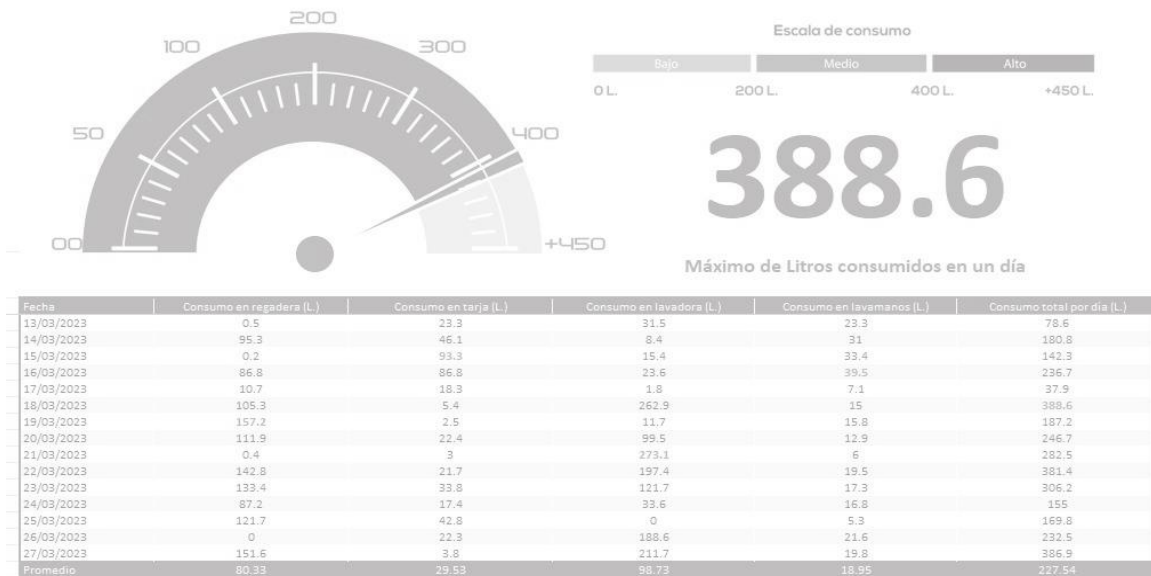 200
100
300
50
400
00
+450
Escala de consumo
Bajo Medio Alto
0 L. 200 L. 400 L. +450 L.
388.6
Máximo de Litros consumidos en un día
Fecha Consumo en regadera (L.) Consumo en tarja (L.) Consumo en lavadora (L.) Consumo en lavamanos (L.) Consumo total por día (L.)
13/03/2023 0.5 23.3 31.5 23.3 78.6
14/03/2023 95.3 46.1 8.4 31 180.8
15/03/2023 0.2 93.3 15.4 33.4 142.3
16/03/2023 86.8 86.8 23.6 39.5 236.7
17/03/2023 10.7 18.3 1.8 7.1 37.9
18/03/2023 105.3 5.4 262.9 15 388.6
19/03/2023 157.2 2.5 11.7 15.8 187.2
20/03/2023 111.9 22.4 99.5 12.9 246.7
21/03/2023 0.4 3 273.1 6 282.5
22/03/2023 142.8 21.7 197.4 19.5 381.4
23/03/2023 133.4 33.8 121.7 17.3 306.2
24/03/2023 87.2 17.4 33.6 16.8 155
25/03/2023 121.7 42.8 0 5.3 169.8
26/03/2023 0 22.3 188.6 21.6 232.5
27/03/2023 151.6 3.8 211.7 19.8 386.9
Promedio 80.33 29.53 98.73 18.95 227.54